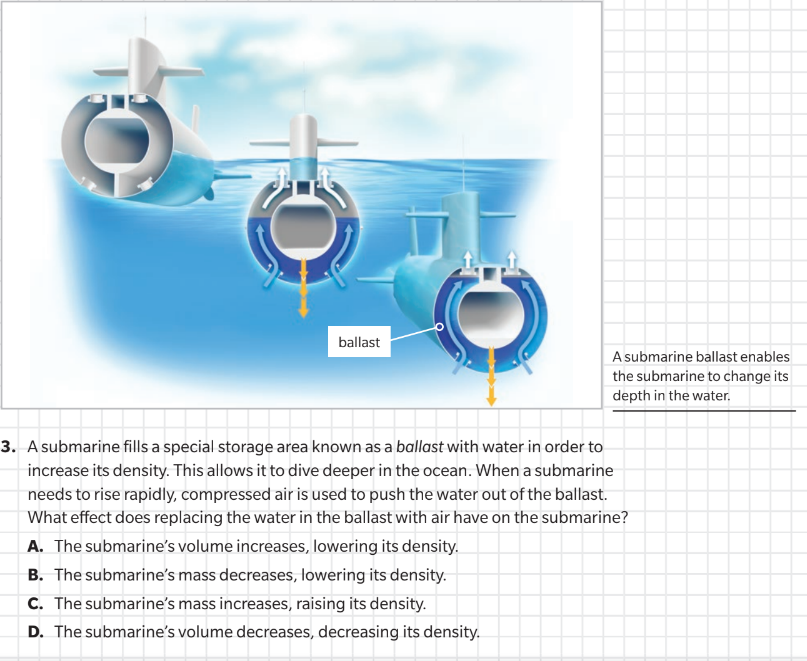 ballast
A submarine ballast enables
the submarine to change its
depth in the water.
3. A submarine fills a special storage area known as a ballast with water in order to
increase its density. This allows it to dive deeper in the ocean. When a submarine
needs to rise rapidly, compressed air is used to push the water out of the ballast.
What effect does replacing the water in the ballast with air have on the submarine?
A. The submarine’s volume increases, lowering its density.
B. The submarine’s mass decreases, lowering its density.
C. The submarine’s mass increases, raising its density.
D. The submarine’s volume decreases, decreasing its density.